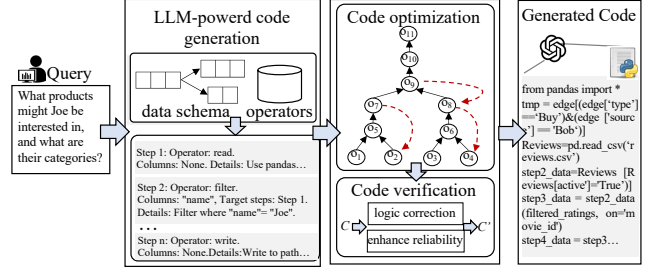 Query
What products
might Joe be
interested in,
and what are
their categories?
LLM-powerd code
generation
data schema
operators
Step 1: Operator: read.
Columns: None. Details: Use pandas…
Step 2: Operator: filter.
Columns: "name", Target steps: Step 1.
Details: Filter where "name"= "Joe".
…
Step n: Operator: write.
Columns: None.Details:Write to path…
Code optimization
o11
o10
o9
o7
o8
o5
o6
o1
o2
o3
o4
Code verification
C
logic correction
enhance reliability
C'
Generated Code
from pandas import *
tmp = edge[(edge['type']
=='Buy')&(edge ['sourc
e'] == 'Bob')]
Reviews=pd.read_csv('r
eviews.csv')
step2_data=Reviews [R
eviews[active']='True')]
step3_data = step2_data
(filtered_ratings, on='m
ovie_id')
step4_data = step3…